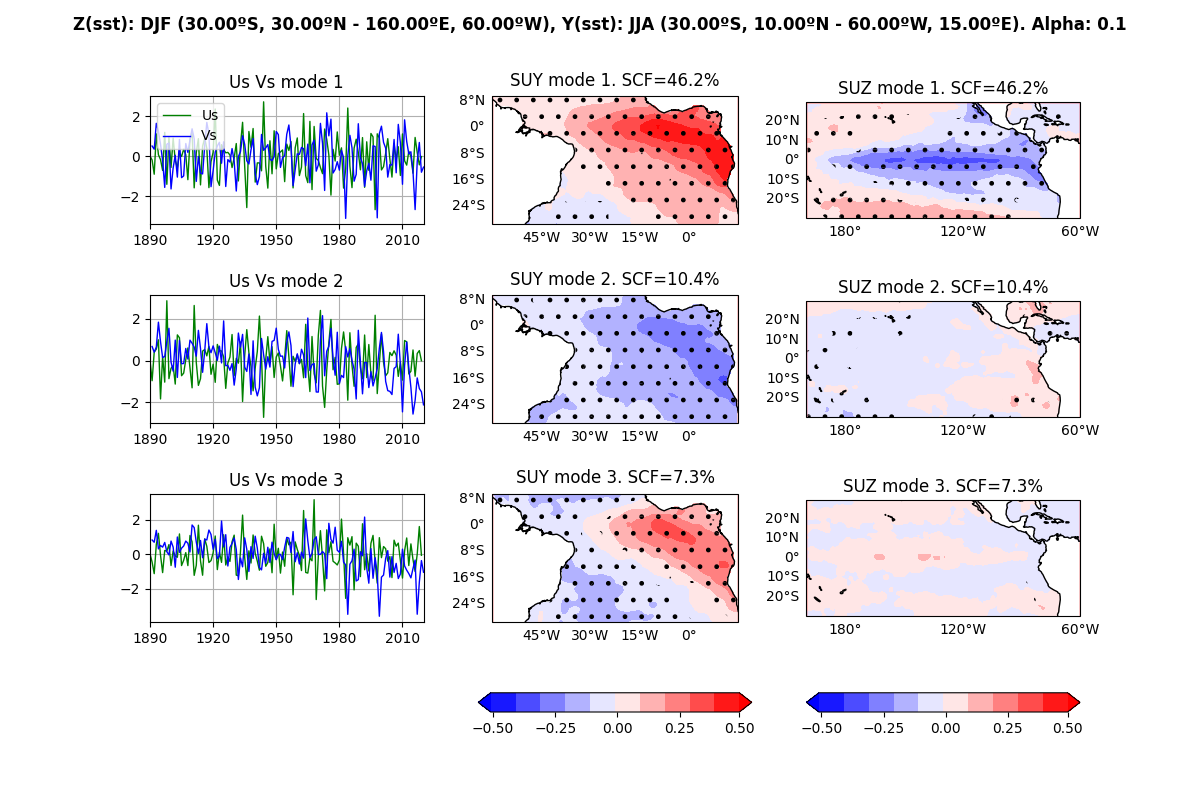 Z(sst): DJF (30.00ºS, 30.00ºN - 160.00ºE, 60.00ºW), Y(sst): JJA (30.00ºS, 10.00ºN - 60.00ºW, 15.00ºE). Alpha: 0.1
Us Vs mode 1
Us
Vs
2
0
−2
1890 1920 1950 1980 2010
SUY mode 1. SCF=46.2%
8°N
0°
8°S
16°S
24°S
45°W 30°W 15°W 0°
SUZ mode 1. SCF=46.2%
20°N
10°N
0°
10°S
20°S
180° 120°W 60°W
Us Vs mode 2
2
0
−2
1890 1920 1950 1980 2010
SUY mode 2. SCF=10.4%
8°N
0°
8°S
16°S
24°S
45°W 30°W 15°W 0°
SUZ mode 2. SCF=10.4%
20°N
10°N
0°
10°S
20°S
180° 120°W 60°W
Us Vs mode 3
2
0
−2
1890 1920 1950 1980 2010
SUY mode 3. SCF=7.3%
8°N
0°
8°S
16°S
24°S
45°W 30°W 15°W 0°
SUZ mode 3. SCF=7.3%
20°N
10°N
0°
10°S
20°S
180° 120°W 60°W
−0.50 −0.25 0.00 0.25 0.50
−0.50 −0.25 0.00 0.25 0.50